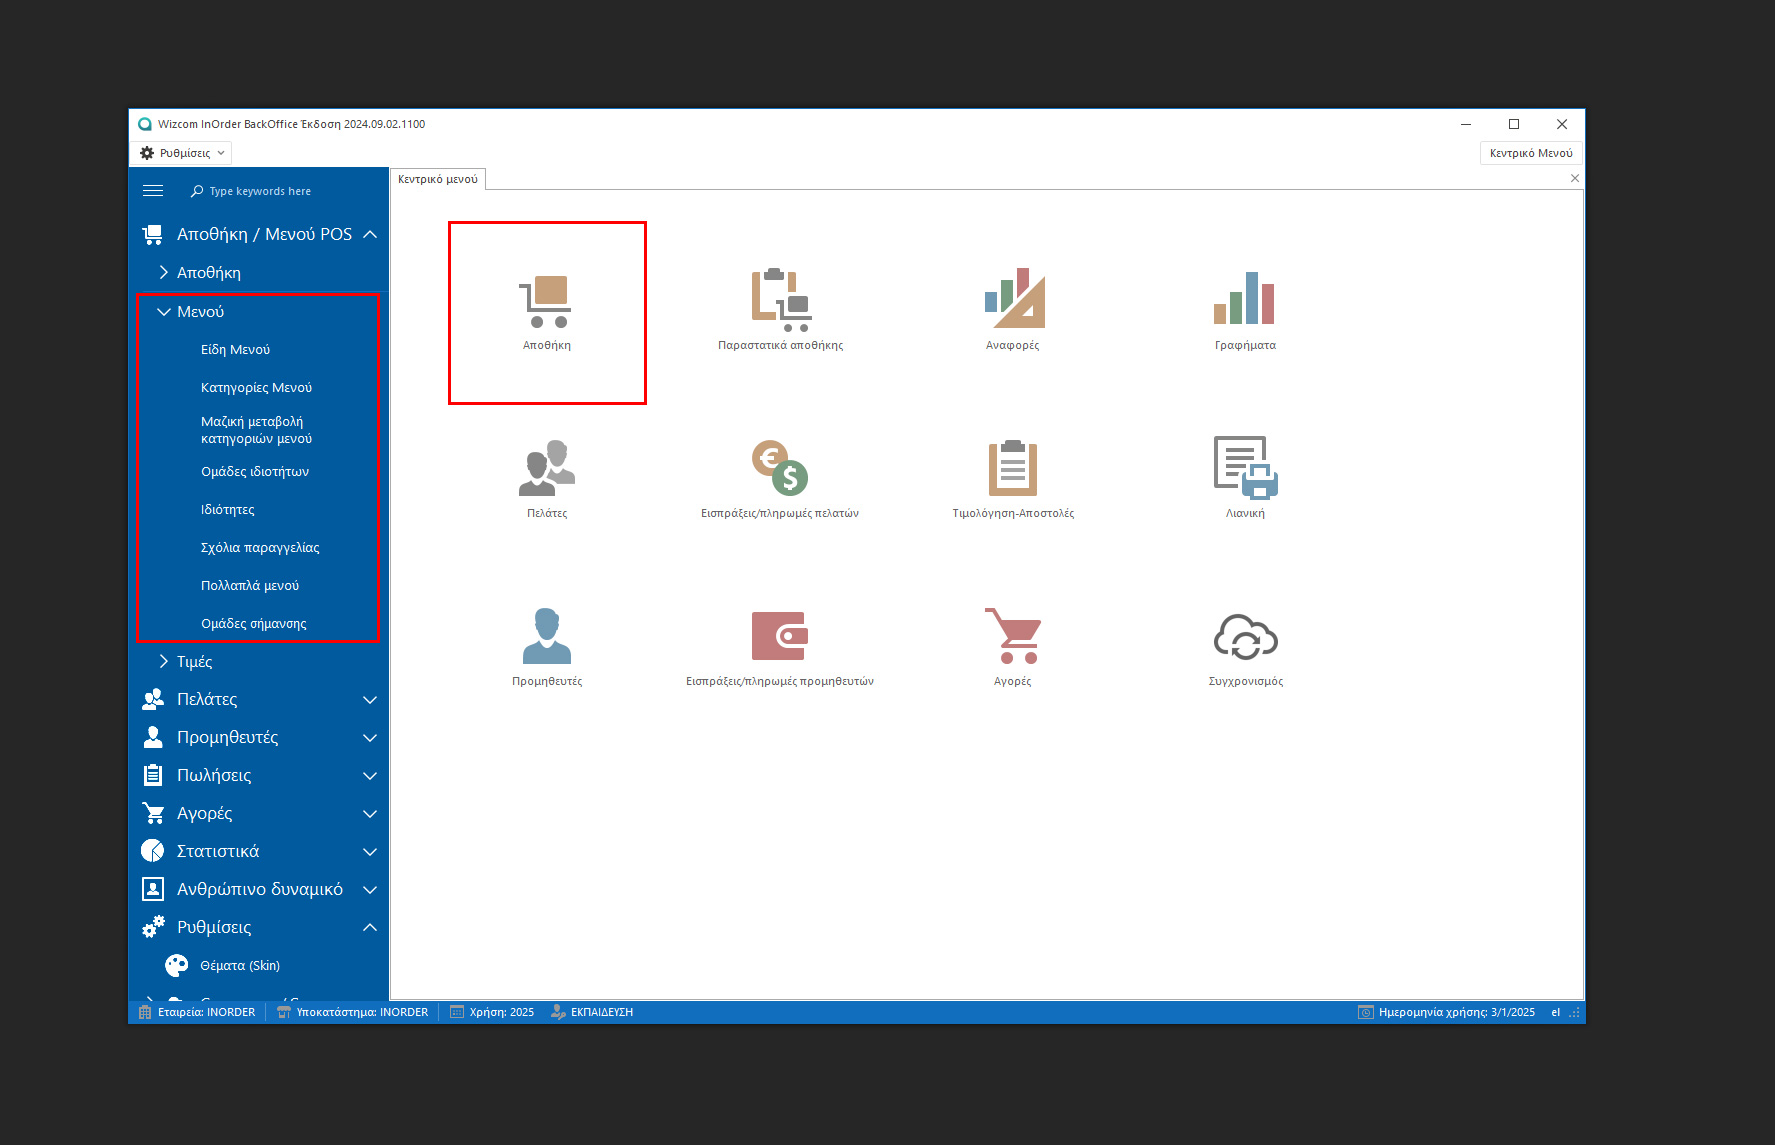 Wizcom InOrder BackOffice Έκδοση 2024.09.02.1100
Ρυθμίσεις
Κεντρικό Μενού
Type keywords here
Κεντρικό μενού
Αποθήκη / Μενού POS
Αποθήκη
Μενού
Είδη Μενού
Κατηγορίες Μενού
Μαζική μεταβολή
κατηγοριών μενού
Ομάδες ιδιοτήτων
Ιδιότητες
Σχόλια παραγγελίας
Πολλαπλά μενού
Ομάδες σήμανσης
Τιμές
Πελάτες
Προμηθευτές
Πωλήσεις
Αγορές
Στατιστικά
Ανθρώπινο δυναμικό
Ρυθμίσεις
Θέματα (Skin)
Αποθήκη
Παραστατικά αποθήκης
Αναφορές
Γραφήματα
Πελάτες
Εισπράξεις/πληρωμές πελατών
Τιμολόγηση-Αποστολές
Λιανική
Προμηθευτές
Εισπράξεις/πληρωμές προμηθευτών
Αγορές
Συγχρονισμός
Εταιρεία: INORDER
Υποκατάστημα: INORDER
Χρήση: 2025
ΕΚΠΑΙΔΕΥΣΗ
Ημερομηνία χρήσης: 3/1/2025
el